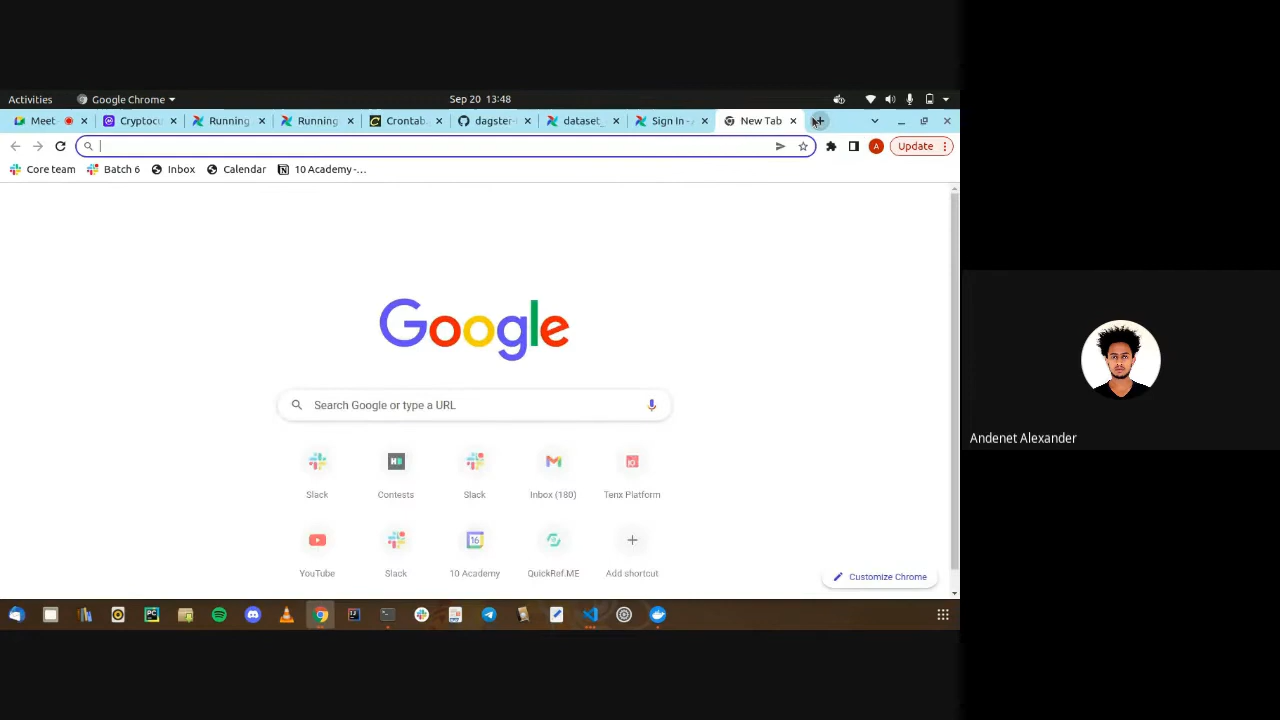 Activities Google Chrome Sep 20 13:48
Meet Cryptocu Running Running Crontab. dagster- dataset_ Sign In - New Tab
Update
Core team Batch 6 Inbox Calendar 10 Academy -...
Google
Search Google or type a URL
Slack Contests Slack Inbox (180) Tenx Platform
YouTube Slack 10 Academy QuickRef.ME Add shortcut
Customize Chrome
Andenet Alexander